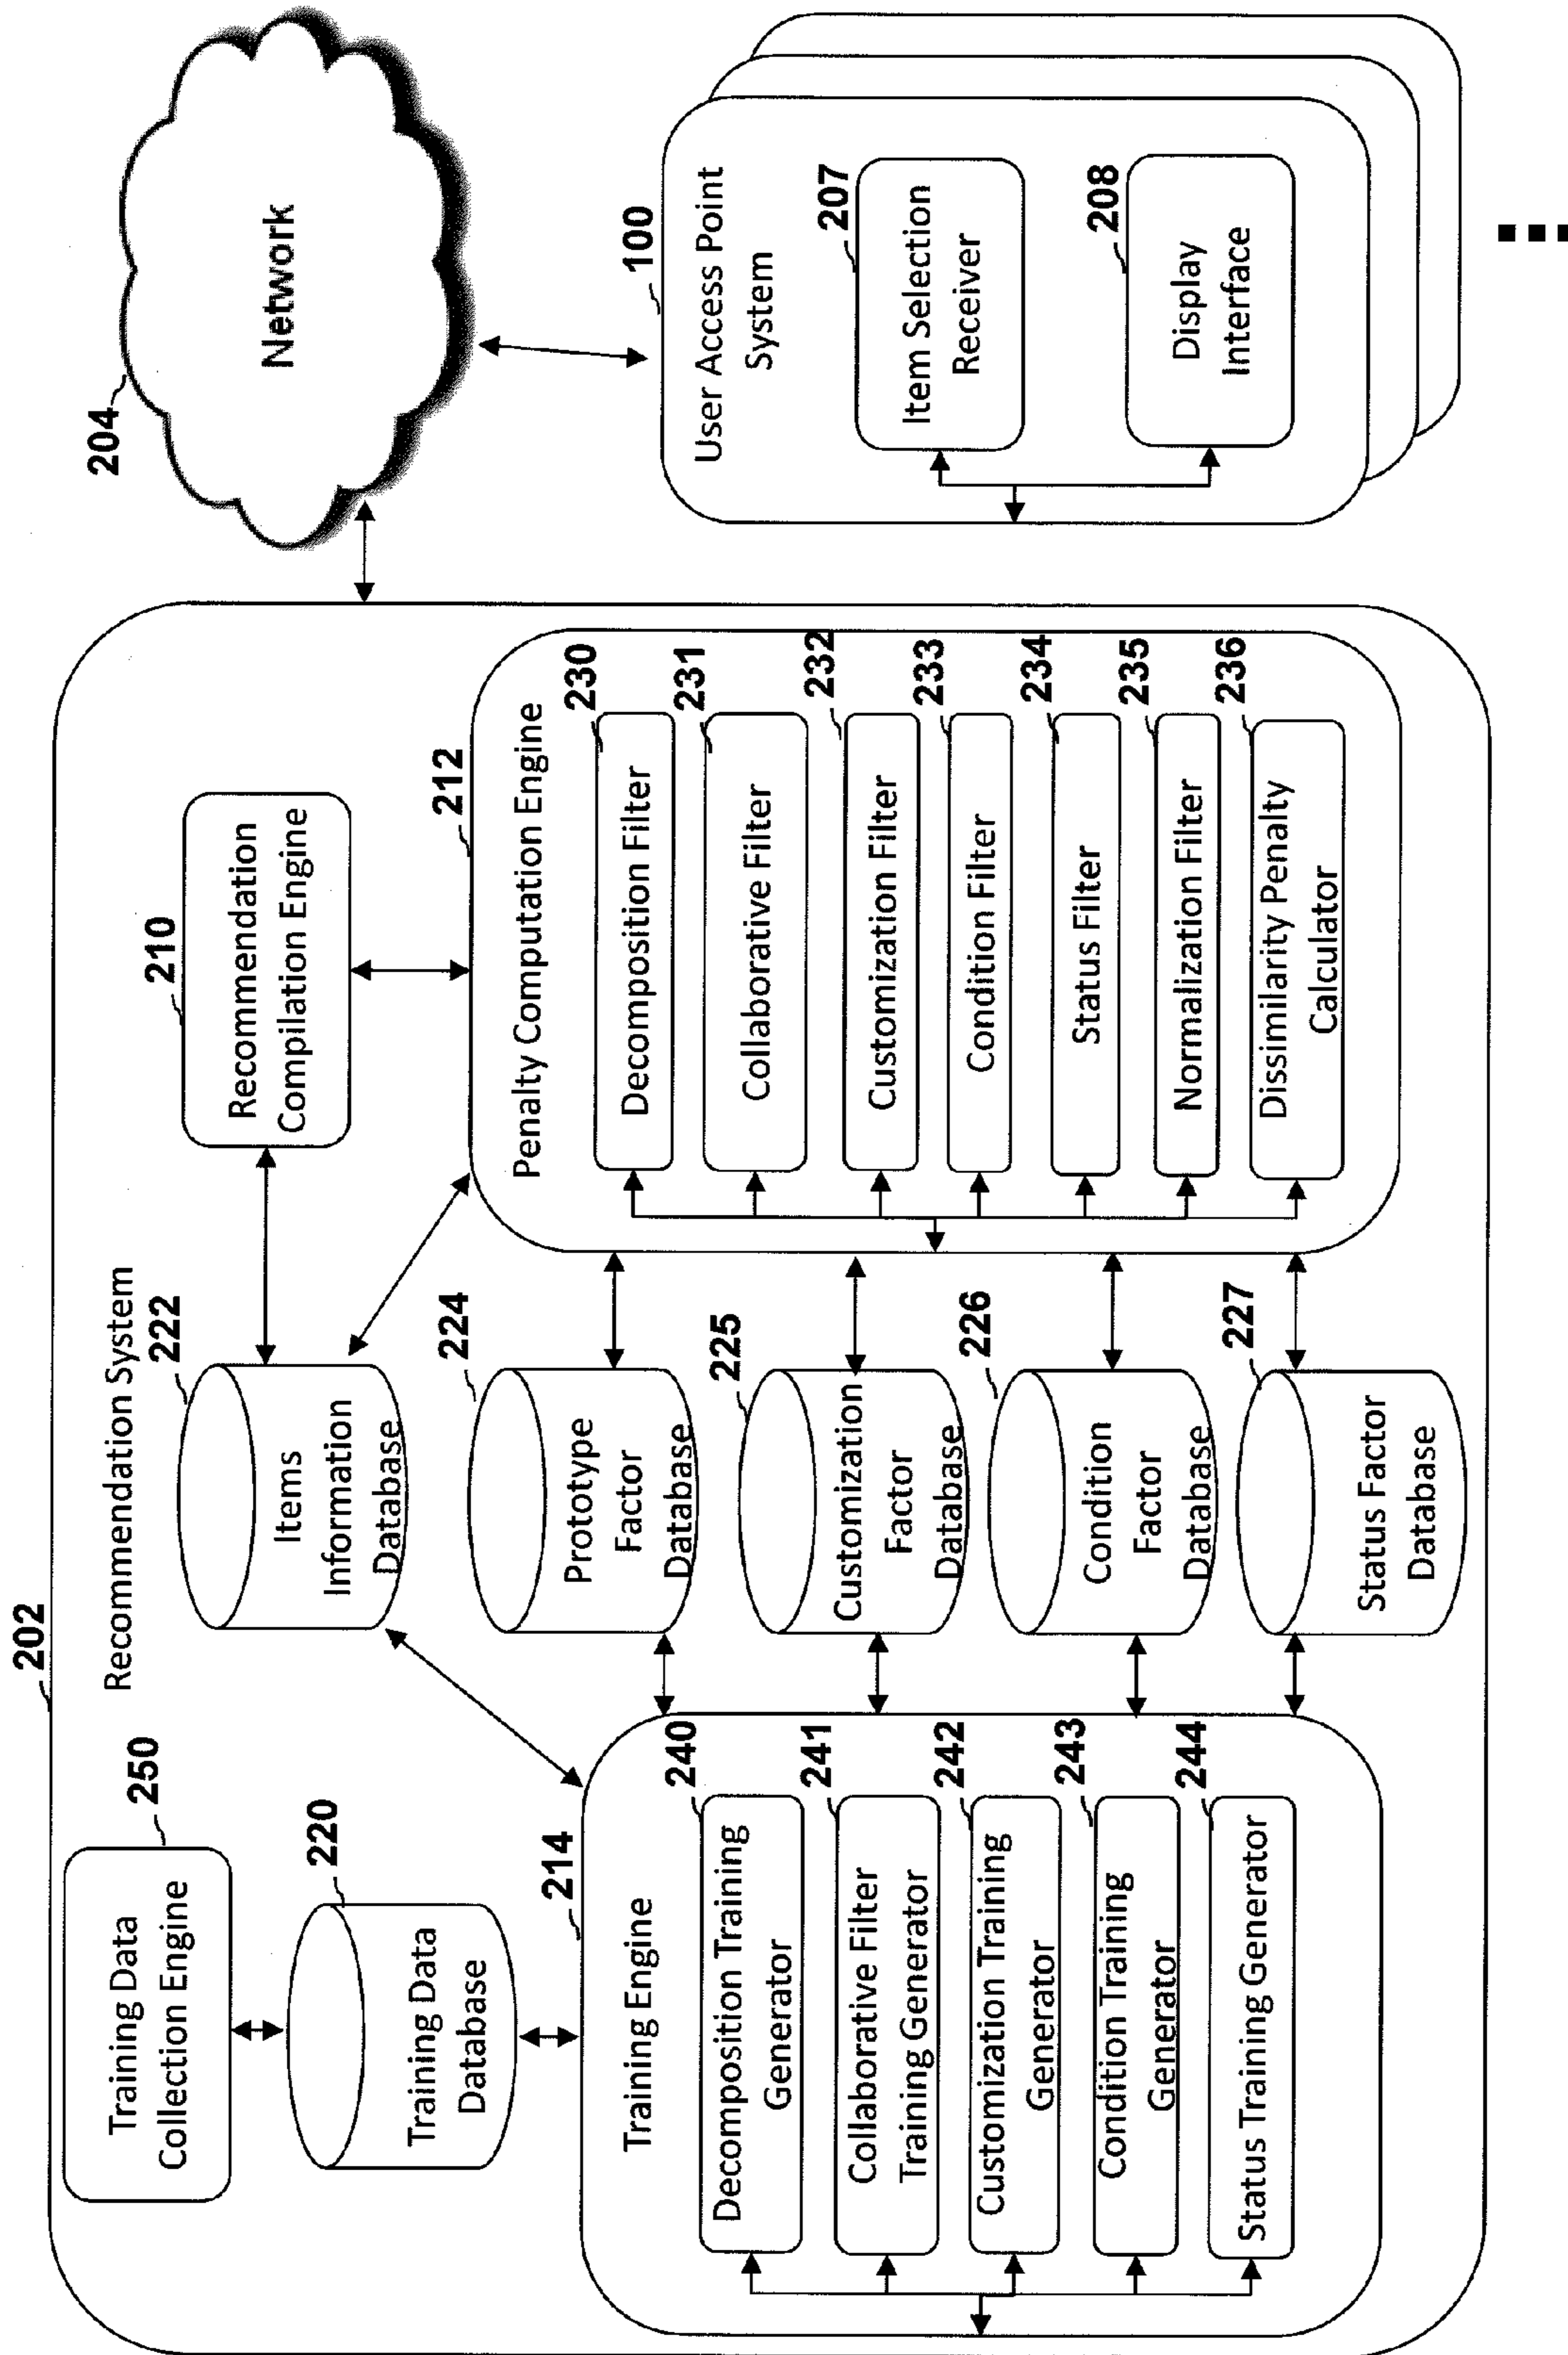 202
Recommendation System
250
Training Data
Collection Engine
220
Training Data
Database
214
Training Engine
240
Decomposition Training
Generator
241
Collaborative Filter
Training Generator
242
Customization Training
Generator
243
Condition Training
Generator
244
Status Training Generator
222
Items
Information
Database
224
Prototype
Factor
Database
225
Customization
Factor
Database
226
Condition
Factor
Database
227
Status Factor
Database
210
Recommendation
Compilation Engine
212
Penalty Computation Engine
230
Decomposition Filter
231
Collaborative Filter
232
Customization Filter
233
Condition Filter
234
Status Filter
235
Normalization Filter
236
Dissimilarity Penalty
Calculator
204
Network
100
User Access Point
System
207
Item Selection
Receiver
208
Display
Interface